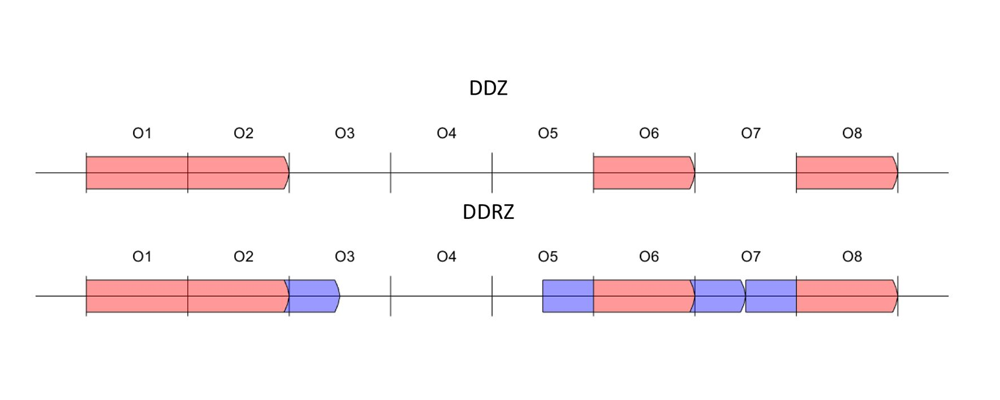 DDZ
O1 O2 O3 O4 O5 O6 O7 O8
DDRZ
O1 O2 O3 O4 O5 O6 O7 O8